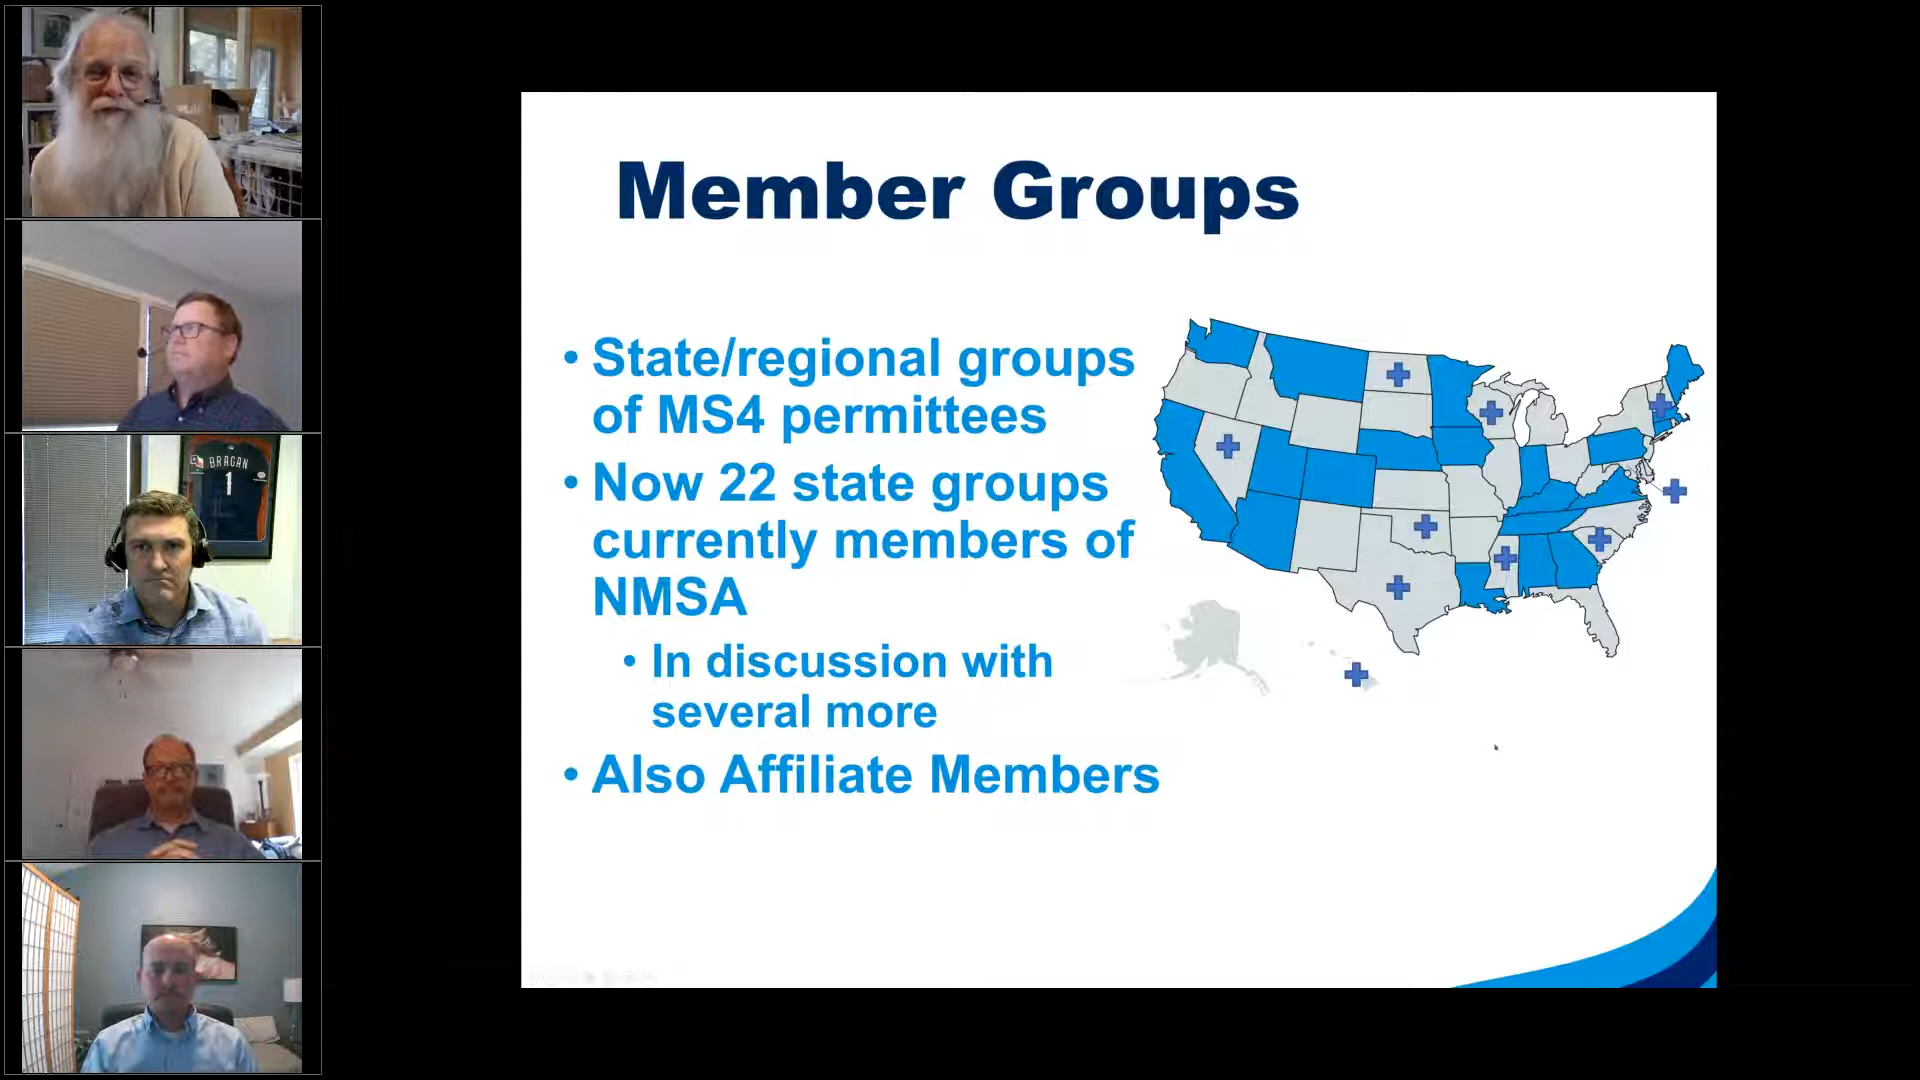 BRAGAN
1
Member Groups
• State/regional groups
of MS4 permittees
• Now 22 state groups
currently members of
NMSA
• In discussion with
several more
• Also Affiliate Members